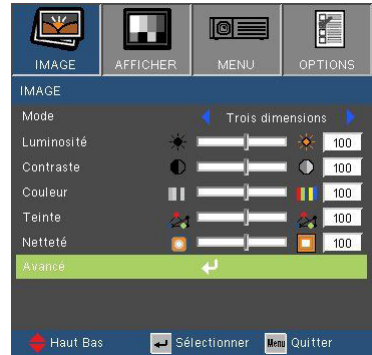 IMAGE AFFICHER MENU OPTIONS
IMAGE
Mode Trois dimensions
Luminosité 100
Contraste 100
Couleur 100
Teinte 100
Netteté 100
Avancé
Haut Bas Sélectionner Menu Quitter